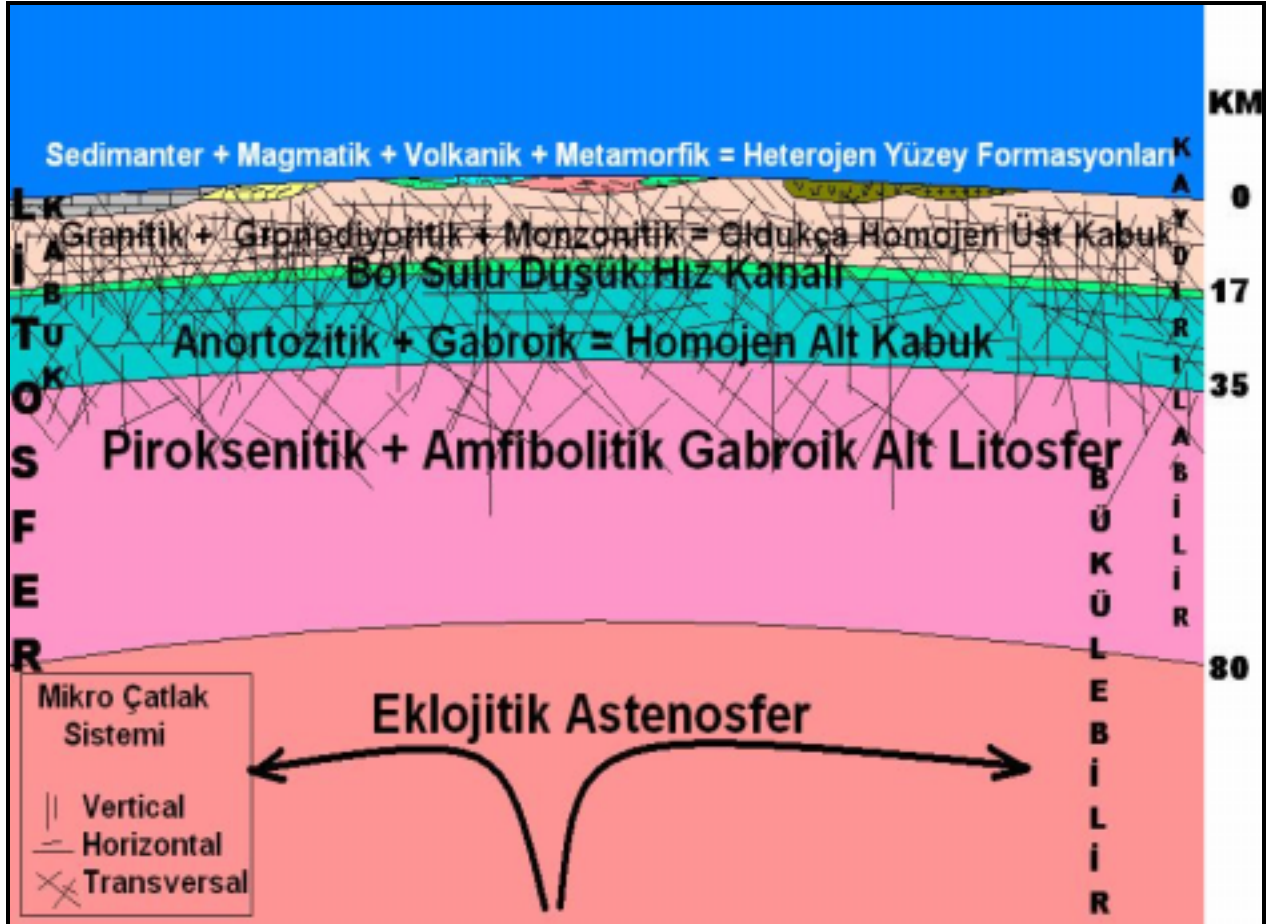 KM
Sedimanter + Magmatik + Volkanik + Metamorfik = Heterojen Yüzey Formasyonları
0
Granitik + Gronodiyoritik + Monzonitik = Oldukça Homojen Üst Kabuk
Bol Sulu Düşük Hız Kanalı
17
Anortozitik + Gabroik = Homojen Alt Kabuk
35
Piroksenitik + Amfibolitik Gabroik Alt Litosfer
80
Eklojitik Astenosfer
LİTOSFER
KABUK
KAYDIRILABİLİR
BÜKÜLEBİLİR
Mikro Çatlak
Sistemi
Vertical
Horizontal
Transversal